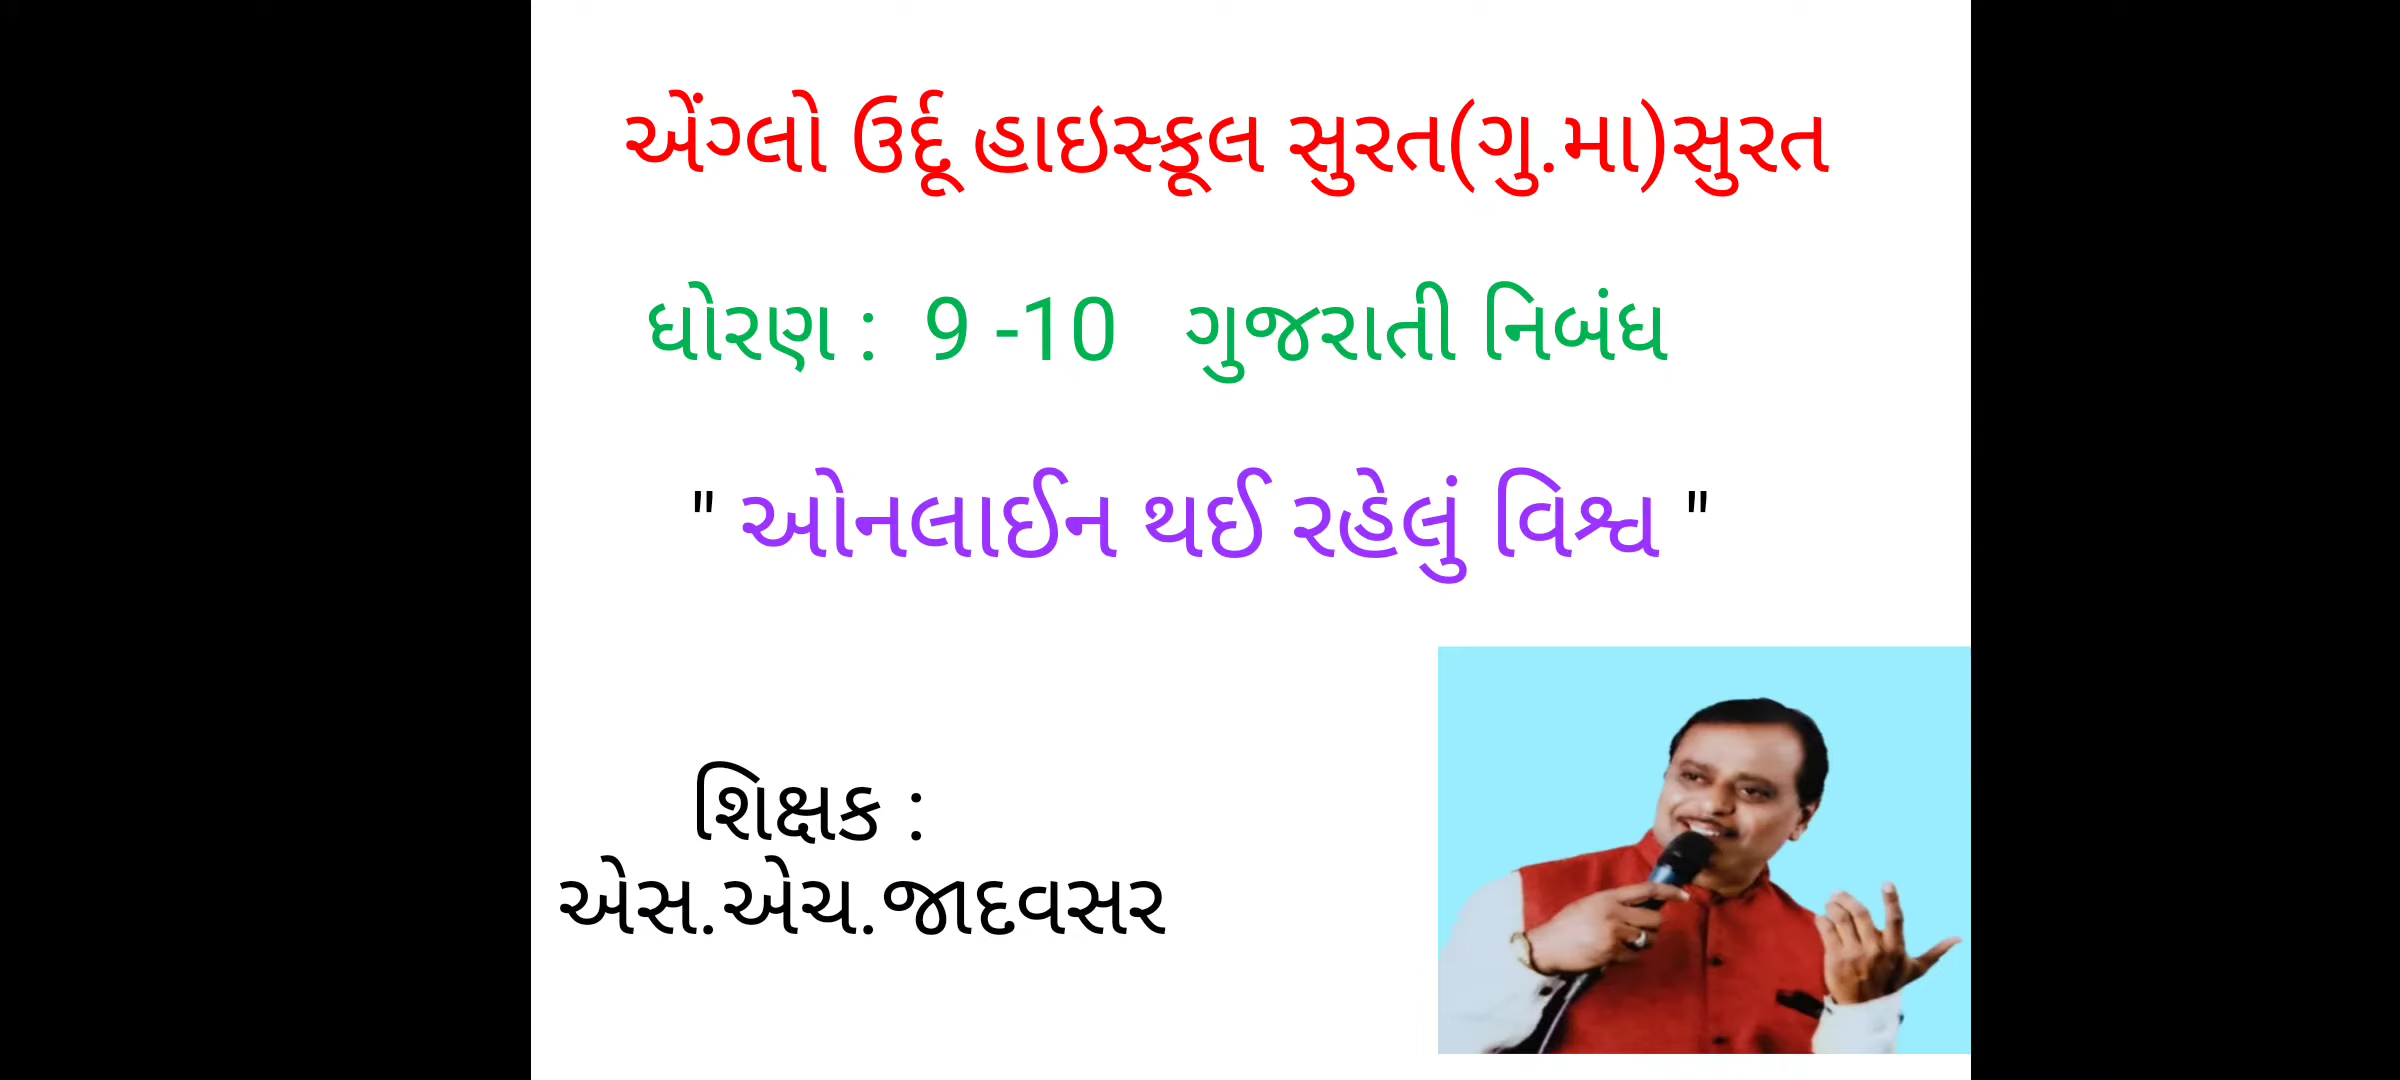 એંગ્લો ઉર્દૂ હાઇસ્કૂલ સુરત(ગુ.મા)સુરત
ધોરણ : 9 -10 ગુજરાતી નિબંધ
" ઓનલાઈન થઈ રહેલું વિશ્વ "
શિક્ષક :
એસ.એચ.જાદવસર